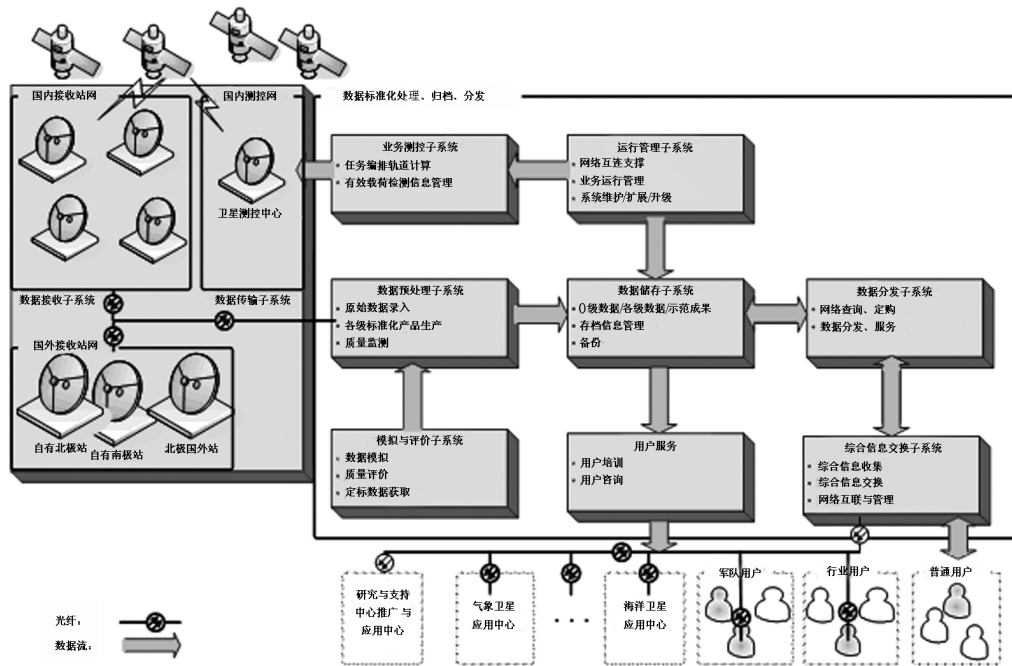 国内接收站网
国内测控网
数据标准化处理、归档、分发
卫星测控中心
数据接收子系统
数据传输子系统
国外接收站网
自有北极站
自有南极站
北极国外站
业务测控子系统
任务编排轨道计算
有效载荷检测信息管理
运行管理子系统
网络互连支撑
业务运行管理
系统维护/扩展/升级
数据预处理子系统
原始数据录入
各级标准化产品生产
质量监测
数据储存子系统
0级数据/各级数据/示范成果
存档信息管理
备份
数据分发子系统
网络查询、定购
数据分发、服务
模拟与评价子系统
数据模拟
质量评价
定标数据获取
用户服务
用户培训
用户咨询
综合信息交换子系统
综合信息收集
综合信息交换
网络互联与管理
研究与支持
中心推广 与
应用中心
气象卫星
应用中心
· · ·
海洋卫星
应用中心
军队用户
行业用户
普通用户
光纤：
数据流：